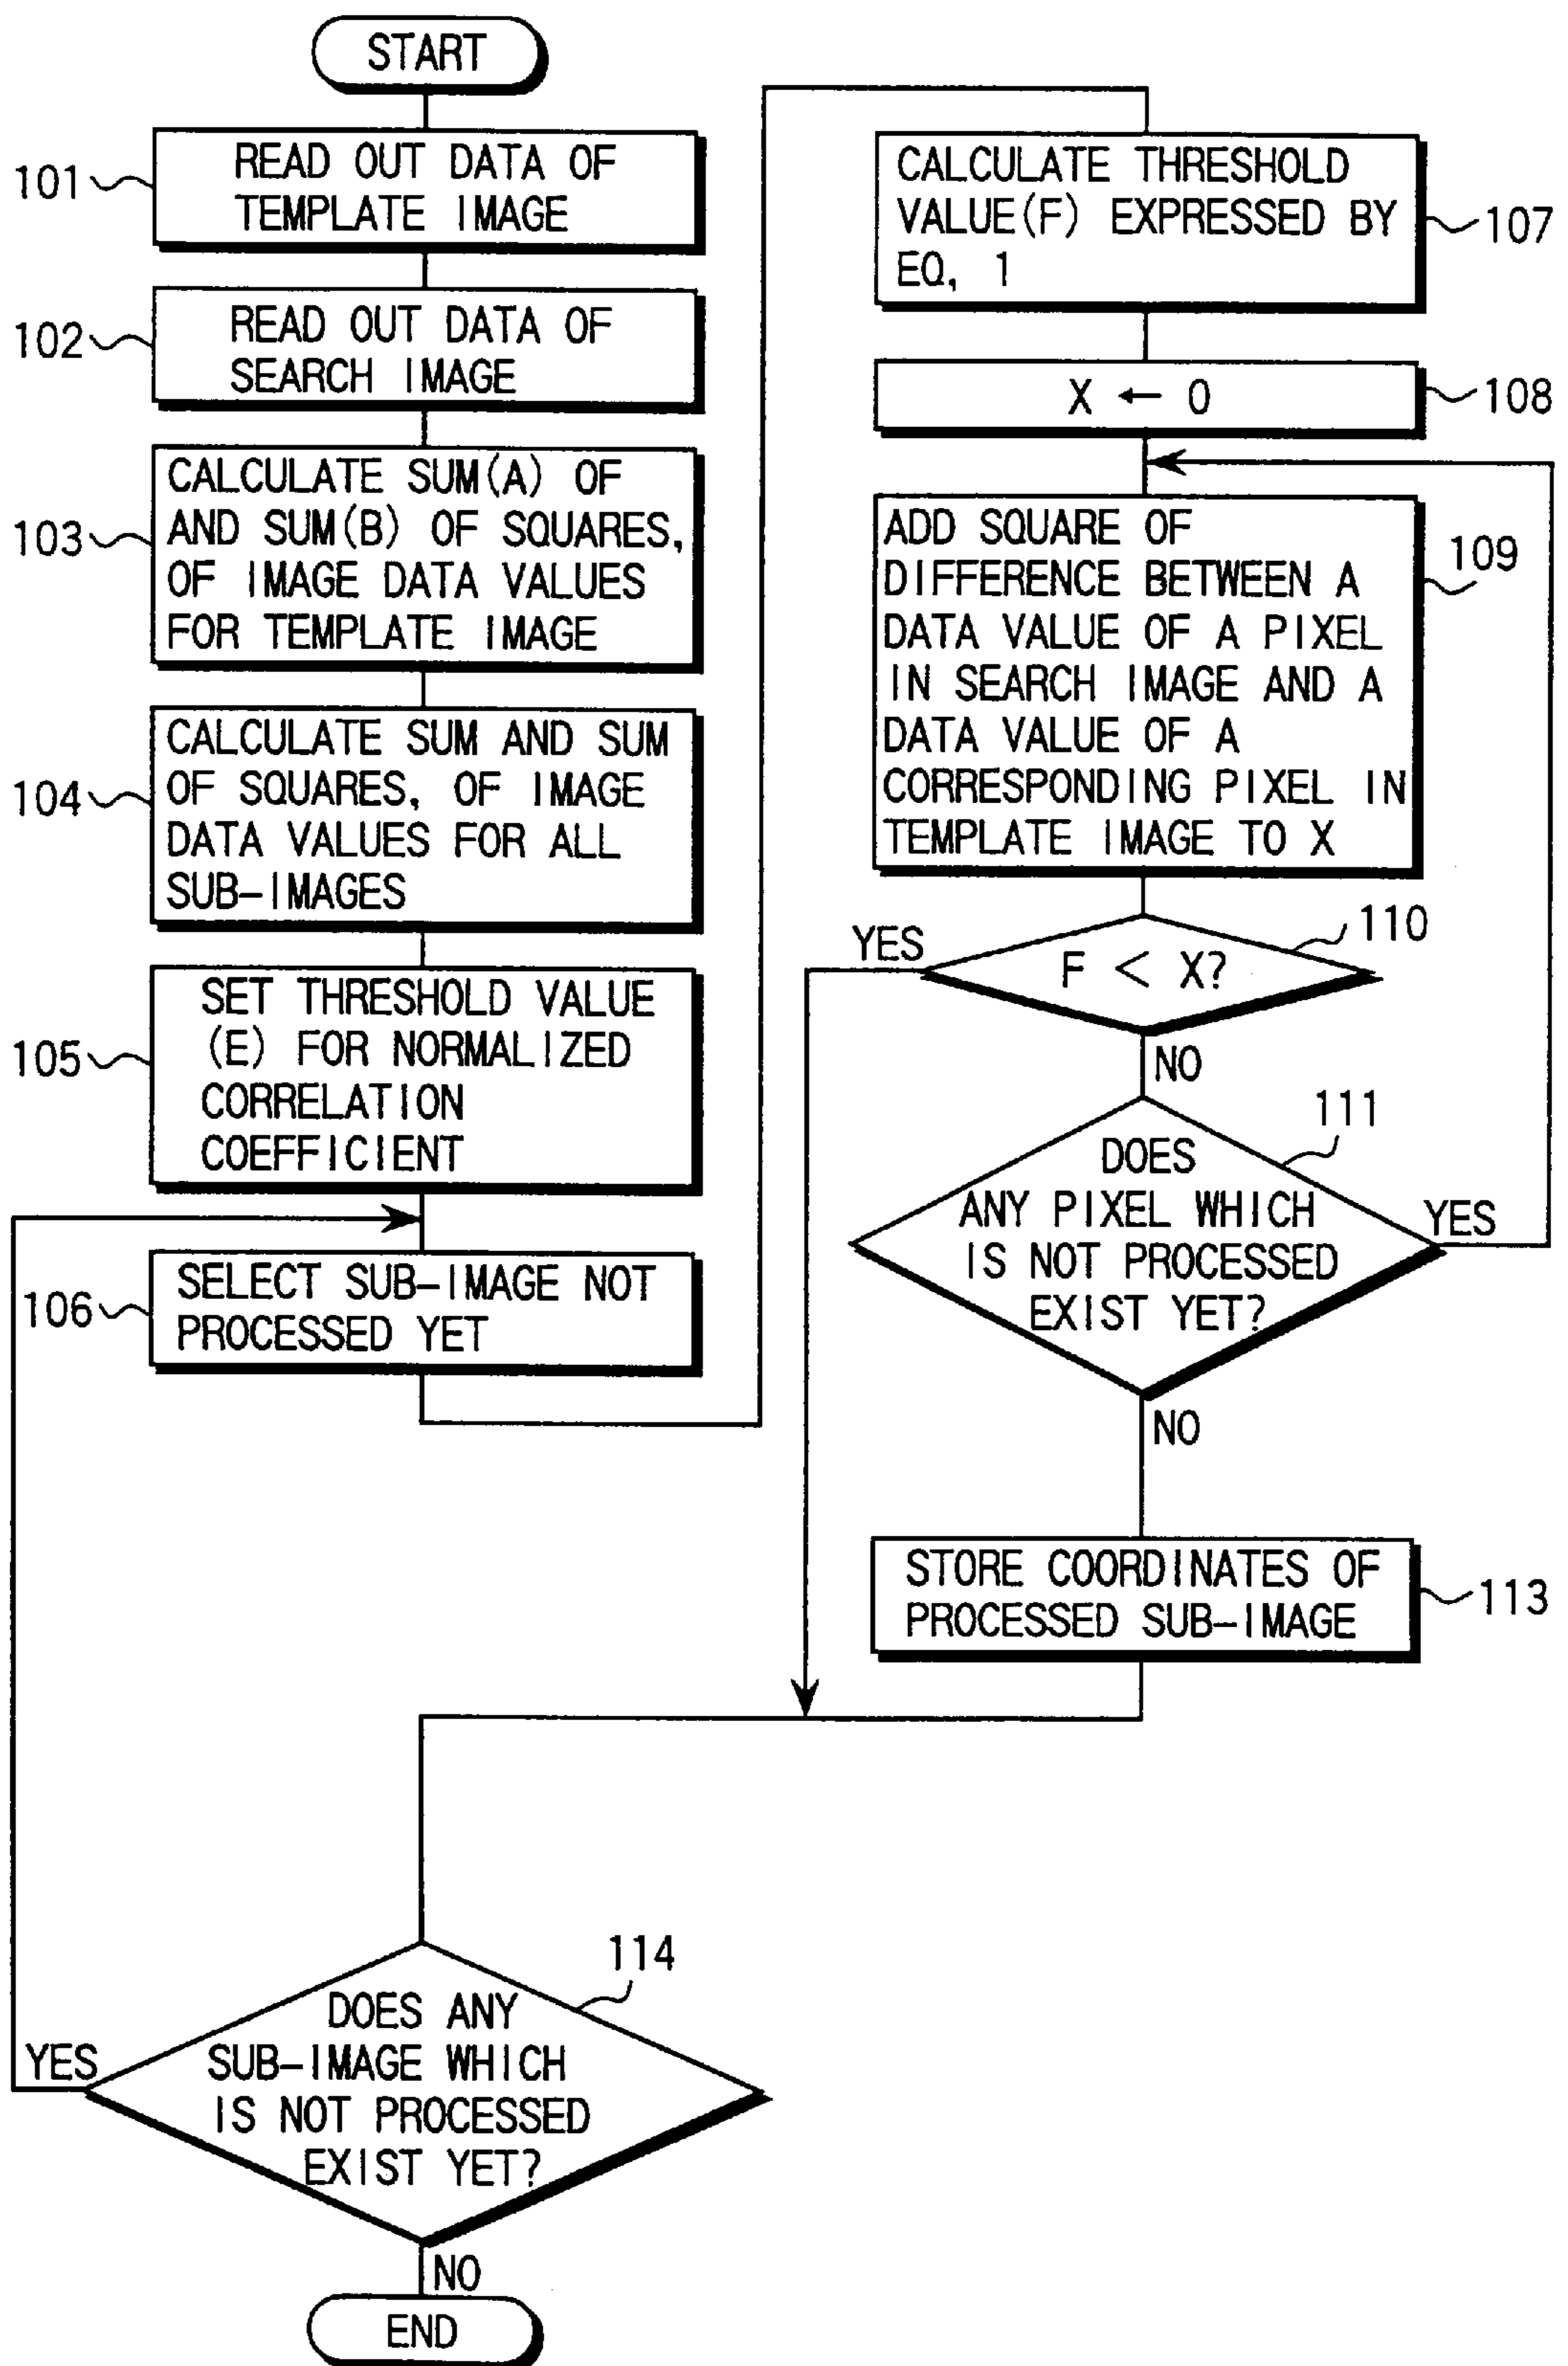 START
101
READ OUT DATA OF
TEMPLATE IMAGE
102
READ OUT DATA OF
SEARCH IMAGE
103
CALCULATE SUM(A) OF
AND SUM(B) OF SQUARES,
OF IMAGE DATA VALUES
FOR TEMPLATE IMAGE
104
CALCULATE SUM AND SUM
OF SQUARES, OF IMAGE
DATA VALUES FOR ALL
SUB-IMAGES
105
SET THRESHOLD VALUE
(E) FOR NORMALIZED
CORRELATION
COEFFICIENT
106
SELECT SUB-IMAGE NOT
PROCESSED YET
CALCULATE THRESHOLD
VALUE(F) EXPRESSED BY
EQ, 1
107
X ← 0
108
ADD SQUARE OF
DIFFERENCE BETWEEN A
DATA VALUE OF A PIXEL
IN SEARCH IMAGE AND A
DATA VALUE OF A
CORRESPONDING PIXEL IN
TEMPLATE IMAGE TO X
109
110
YES
F < X?
NO
111
DOES
ANY PIXEL WHICH
IS NOT PROCESSED
EXIST YET?
YES
NO
STORE COORDINATES OF
PROCESSED SUB-IMAGE
113
114
DOES ANY
SUB-IMAGE WHICH
IS NOT PROCESSED
EXIST YET?
YES
NO
END